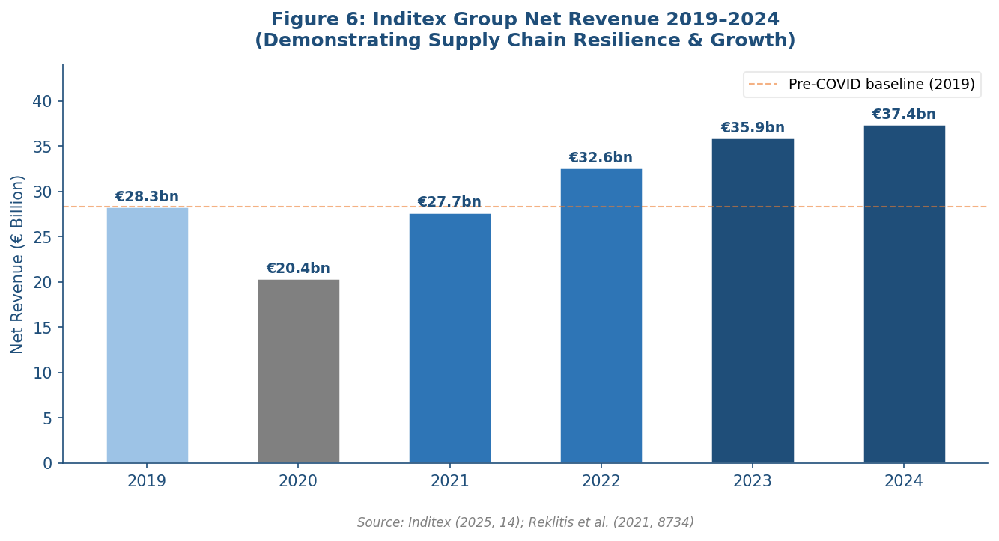 Figure 6: Inditex Group Net Revenue 2019–2024
(Demonstrating Supply Chain Resilience & Growth)
Pre-COVID baseline (2019)
Net Revenue (€ Billion)
40
35
30
25
20
15
10
5
0
€28.3bn
€20.4bn
€27.7bn
€32.6bn
€35.9bn
€37.4bn
2019
2020
2021
2022
2023
2024
Source: Inditex (2025, 14); Reklitis et al. (2021, 8734)